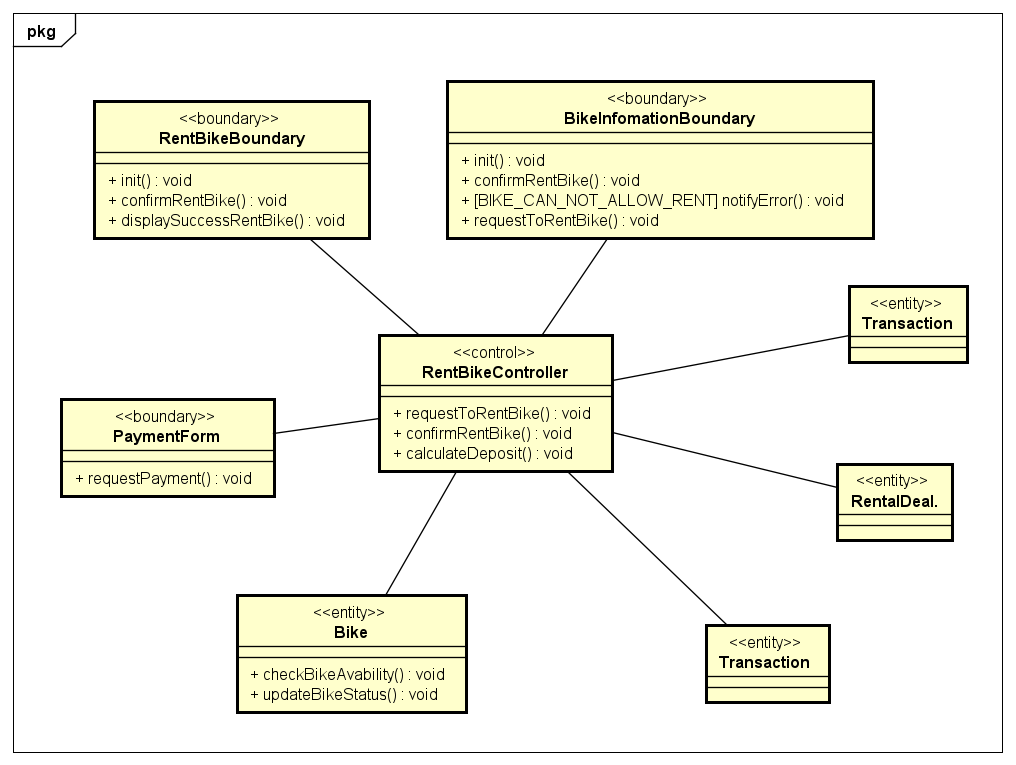 pkg
<<boundary>>
RentBikeBoundary
+ init() : void
+ confirmRentBike() : void
+ displaySuccessRentBike() : void
<<boundary>>
BikeInfomationBoundary
+ init() : void
+ confirmRentBike() : void
+ [BIKE_CAN_NOT_ALLOW_RENT] notifyError() : void
+ requestToRentBike() : void
<<entity>>
Transaction
<<control>>
RentBikeController
+ requestToRentBike() : void
+ confirmRentBike() : void
+ calculateDeposit() : void
<<boundary>>
PaymentForm
+ requestPayment() : void
<<entity>>
RentalDeal.
<<entity>>
Bike
+ checkBikeAvability() : void
+ updateBikeStatus() : void
<<entity>>
Transaction